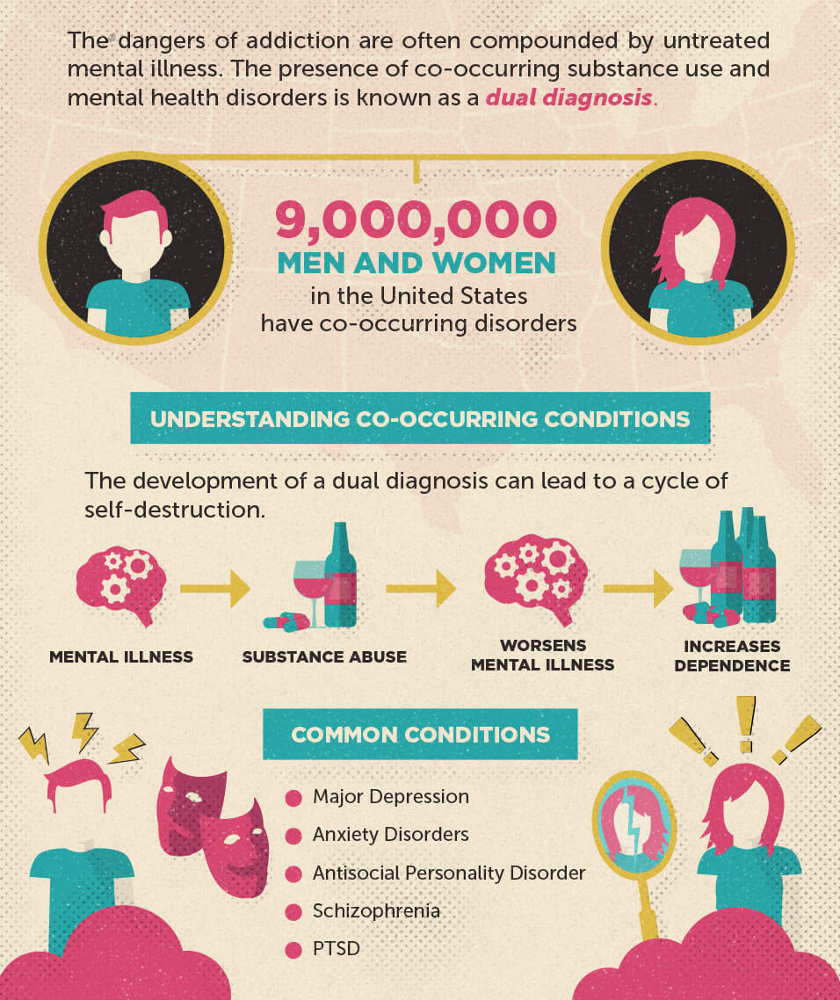 The dangers of addiction are often compounded by untreated
mental illness. The presence of co-occurring substance use and
mental health disorders is known as a dual diagnosis.
9,000,000
MEN AND WOMEN
in the United States
have co-occurring disorders
UNDERSTANDING CO-OCCURRING CONDITIONS
The development of a dual diagnosis can lead to a cycle of
self-destruction.
MENTAL ILLNESS
SUBSTANCE ABUSE
WORSENS
MENTAL ILLNESS
INCREASES
DEPENDENCE
COMMON CONDITIONS
Major Depression
Anxiety Disorders
Antisocial Personality Disorder
Schizophrenia
PTSD